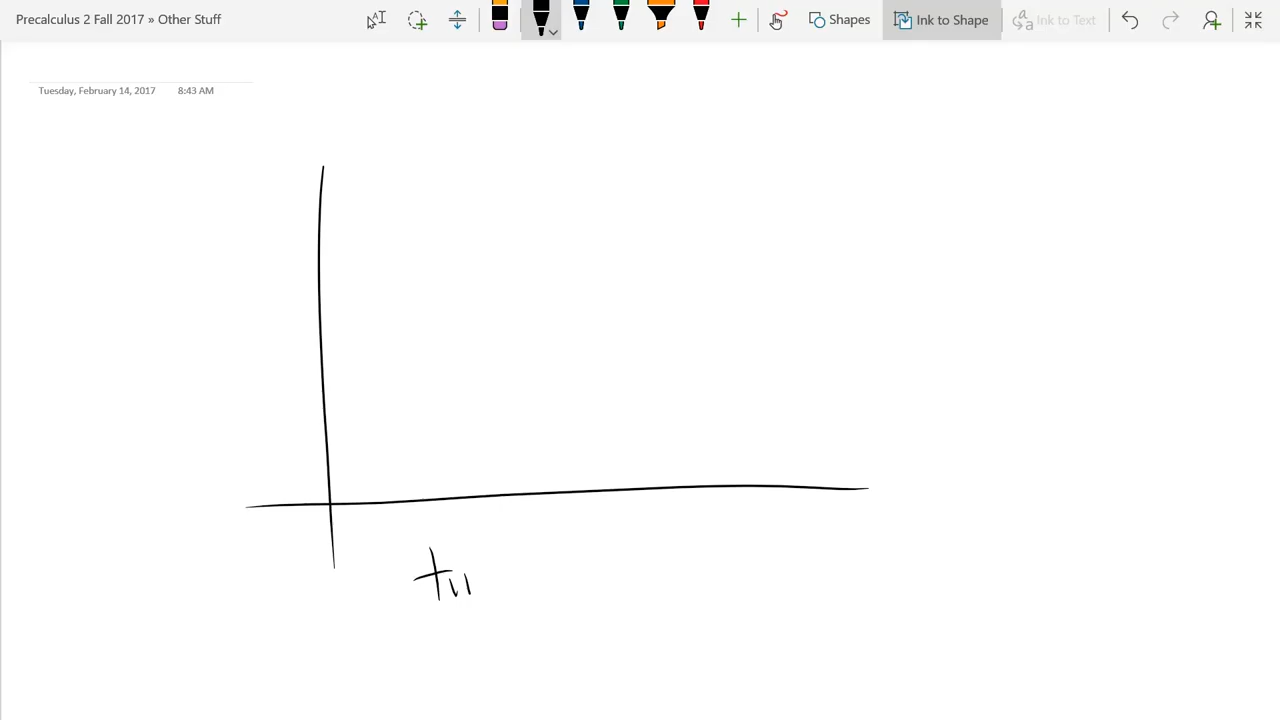 Precalculus 2 Fall 2017 » Other Stuff
Shapes
Ink to Shape
Ink to Text
Tuesday, February 14, 2017 8:43 AM